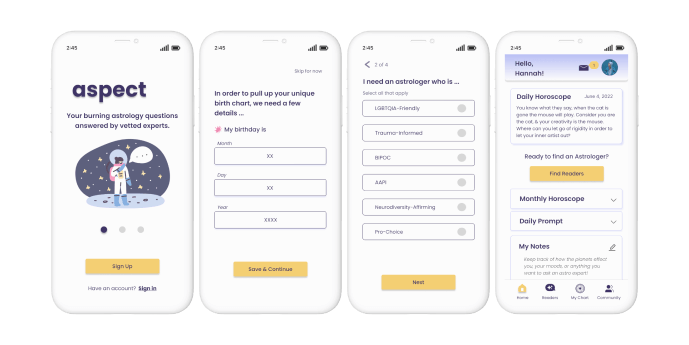 2:45
aspect
Your burning astrology questions
answered by vetted experts.
Sign Up
Have an account? Sign in
2:45
Skip for now
In order to pull up your unique
birth chart, we need a few
details ...
My birthday is
Month
XX
Day
XX
Year
XXXX
Save & Continue
2:45
2 of 4
I need an astrologer who is ...
Select all that apply
LGBTQIA-Friendly
Trauma-Informed
BIPOC
AAPI
Neurodiversity-Affirming
Pro-Choice
Next
2:45
Hello,
Hannah!
Daily Horoscope
June 4, 2022
You know what they say, when the cat is
gone the mouse will play. Consider you are
the cat, & your creativity is the mouse.
Where can you let go of rigidity in order to
let your inner artist out?
Ready to find an Astrologer?
Find Readers
Monthly Horoscope
Daily Prompt
My Notes
Keep track of how the planets effect
you, your moods, or anything you
want to ask an astro expert!
Home
Readers
My Chart
Community